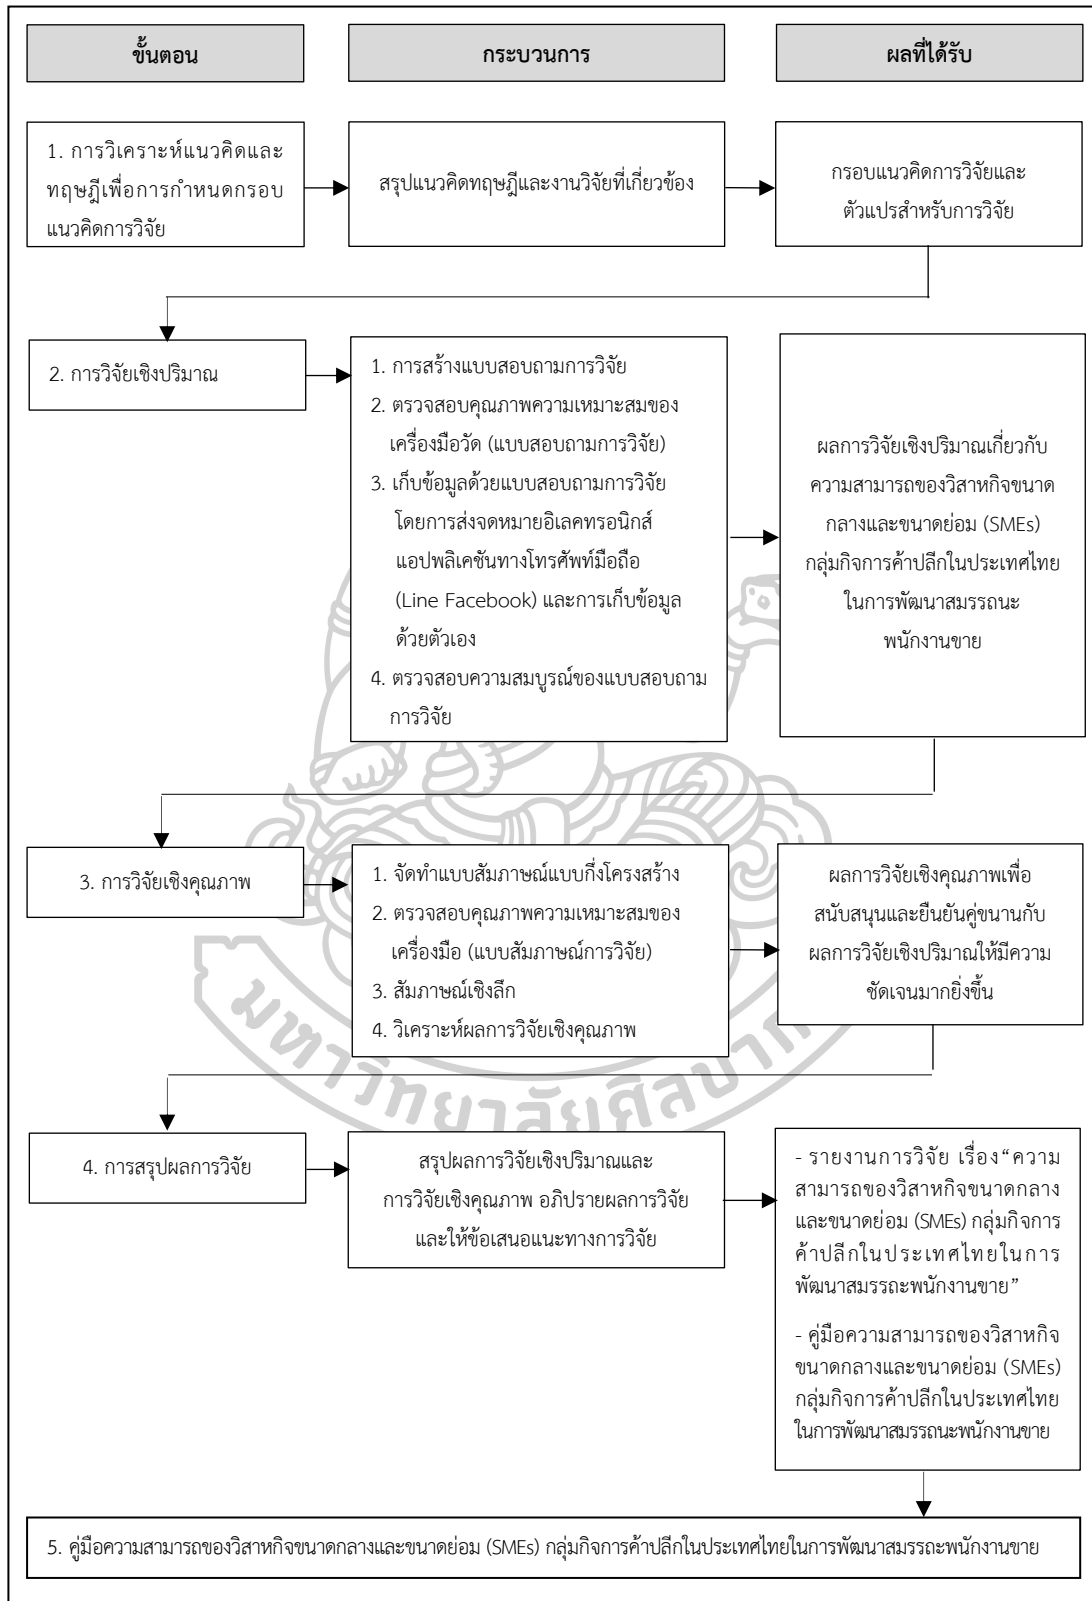 ขั้นตอน
กระบวนการ
ผลที่ได้รับ
1. การวิเคราะห์แนวคิดและ
ทฤษฎีเพื่อการกำหนดกรอบ
แนวคิดการวิจัย
สรุปแนวคิดทฤษฎีและงานวิจัยที่เกี่ยวข้อง
กรอบแนวคิดการวิจัยและ
ตัวแปรสำหรับการวิจัย
2. การวิจัยเชิงปริมาณ
1. การสร้างแบบสอบถามการวิจัย
2. ตรวจสอบคุณภาพความเหมาะสมของ
เครื่องมือวัด (แบบสอบถามการวิจัย)
3. เก็บข้อมูลด้วยแบบสอบถามการวิจัย
โดยการส่งจดหมายอิเลคทรอนิกส์
แอปพลิเคชันทางโทรศัพท์มือถือ
(Line Facebook) และการเก็บข้อมูล
ด้วยตัวเอง
4. ตรวจสอบความสมบูรณ์ของแบบสอบถาม
การวิจัย
ผลการวิจัยเชิงปริมาณเกี่ยวกับ
ความสามารถของวิสาหกิจขนาด
กลางและขนาดย่อม (SMEs)
กลุ่มกิจการค้าปลีกในประเทศไทย
ในการพัฒนาสมรรถนะ
พนักงานขาย
3. การวิจัยเชิงคุณภาพ
1. จัดทำแบบสัมภาษณ์แบบกึ่งโครงสร้าง
2. ตรวจสอบคุณภาพความเหมาะสมของ
เครื่องมือ (แบบสัมภาษณ์การวิจัย)
3. สัมภาษณ์เชิงลึก
4. วิเคราะห์ผลการวิจัยเชิงคุณภาพ
ผลการวิจัยเชิงคุณภาพเพื่อ
สนับสนุนและยืนยันคู่ขนานกับ
ผลการวิจัยเชิงปริมาณให้มีความ
ชัดเจนมากยิ่งขึ้น
มหาวิทยาลัยศิลปากร
4. การสรุปผลการวิจัย
สรุปผลการวิจัยเชิงปริมาณและ
การวิจัยเชิงคุณภาพ อภิปรายผลการวิจัย
และให้ข้อเสนอแนะทางการวิจัย
- รายงานการวิจัย เรื่อง“ความ
สามารถของวิสาหกิจขนาดกลาง
และขนาดย่อม (SMEs) กลุ่มกิจการ
ค้าปลีกในประเทศไทยในการ
พัฒนาสมรรถะพนักงานขาย”
- คู่มือความสามารถของวิสาหกิจ
ขนาดกลางและขนาดย่อม (SMEs)
กลุ่มกิจการค้าปลีกในประเทศไทย
ในการพัฒนาสมรรถนะพนักงานขาย
5. คู่มือความสามารถของวิสาหกิจขนาดกลางและขนาดย่อม (SMEs) กลุ่มกิจการค้าปลีกในประเทศไทยในการพัฒนาสมรรถะพนักงานขาย